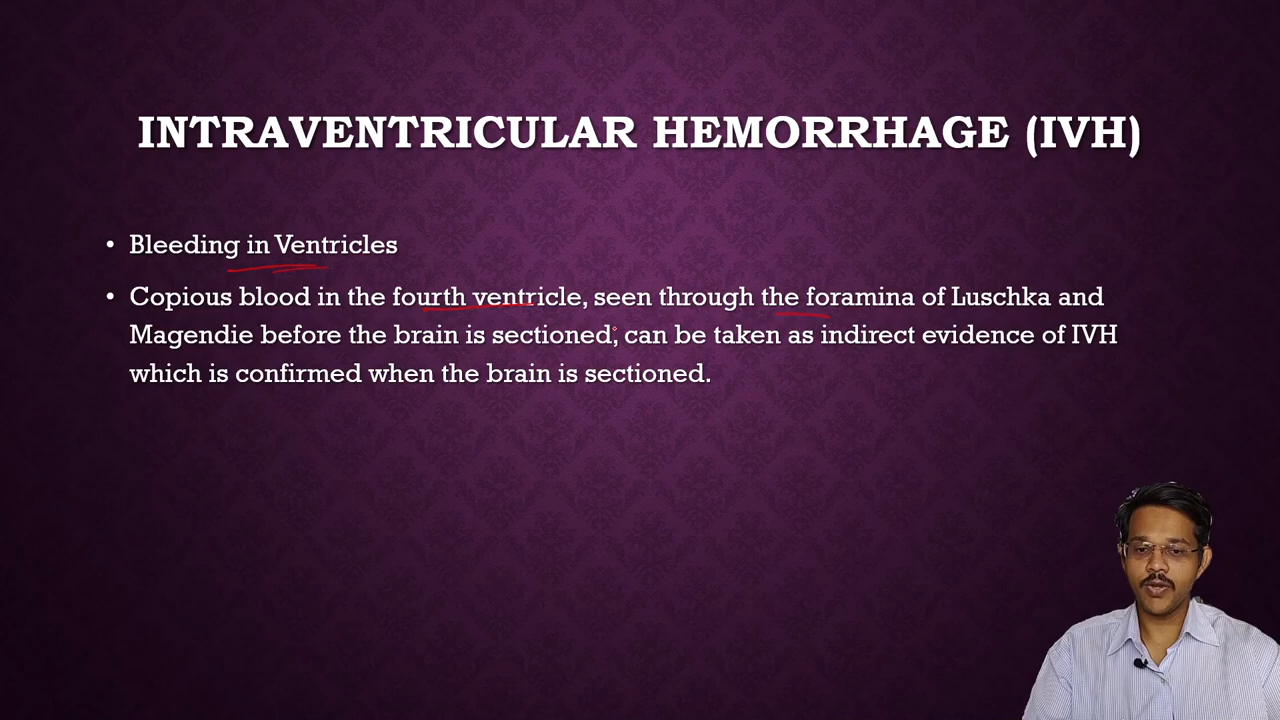 INTRAVENTRICULAR HEMORRHAGE (IVH)
• Bleeding in Ventricles
• Copious blood in the fourth ventricle, seen through the foramina of Luschka and
Magendie before the brain is sectioned, can be taken as indirect evidence of IVH
which is confirmed when the brain is sectioned.